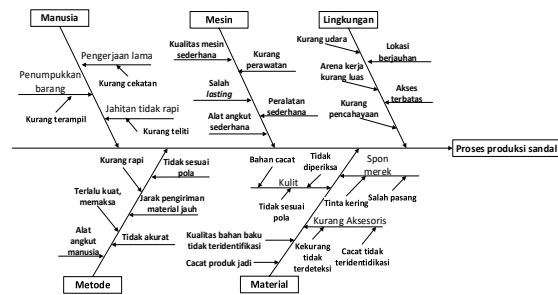 Manusia
Mesin
Lingkungan
Pengerjaan lama
Kurang cekatan
Penumpukkan
barang
Kurang terampil
Jahitan tidak rapi
Kurang teliti
Kualitas mesin
sederhana
Kurang
perawatan
Salah
lasting
Peralatan
sederhana
Alat angkut
sederhana
Kurang udara
Lokasi
berjauhan
Arena kerja
kurang luas
Akses
terbatas
Kurang
pencahayaan
Proses produksi sandal
Kurang rapi
Tidak sesuai
pola
Terlalu kuat,
memaksa
Jarak pengiriman
material jauh
Alat
angkut
manusia
Tidak akurat
Metode
Bahan cacat
Tidak
diperiksa
Kulit
Tidak sesuai
pola
Spon
merek
Tinta kering
Salah pasang
Kurang Aksesoris
Kualitas bahan baku
tidak teridentifikasi
Kekurang
tidak
terdeteksi
Cacat tidak
teridentidikasi
Cacat produk jadi
Material